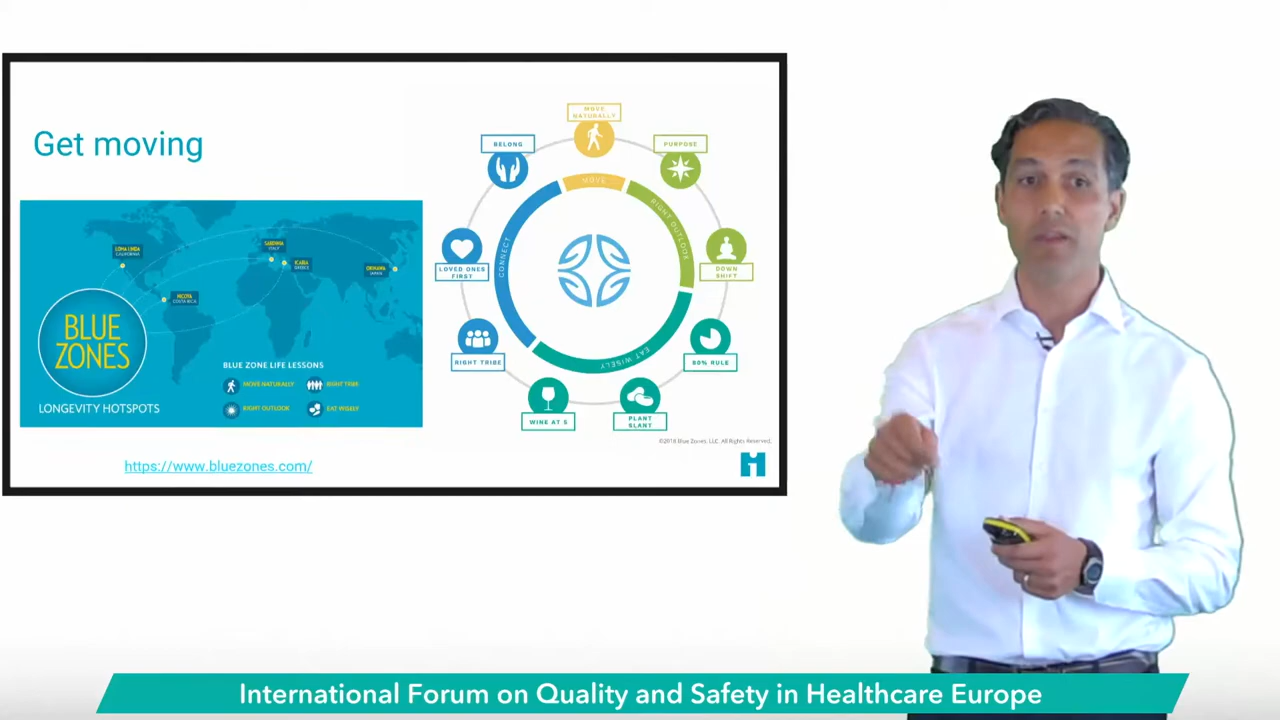 Get moving
LOMA LINDA
CALIFORNIA
SARDINIA
ITALY
ICARIA
GREECE
OKINAWA
JAPAN
NICOYA
COSTA RICA
BLUE
ZONES
LONGEVITY HOTSPOTS
BLUE ZONE LIFE LESSONS
MOVE NATURALLY
RIGHT TRIBE
RIGHT OUTLOOK
EAT WISELY
https://www.bluezones.com/
MOVE
NATURALLY
BELONG
PURPOSE
MOVE
RIGHT OUTLOOK
CONNECT
LOVED ONES
FIRST
DOWN
SHIFT
RIGHT TRIBE
80% RULE
EAT WISELY
WINE AT 5
PLANT
SLANT
©2018 Blue Zones, LLC. All Rights Reserved.
International Forum on Quality and Safety in Healthcare Europe